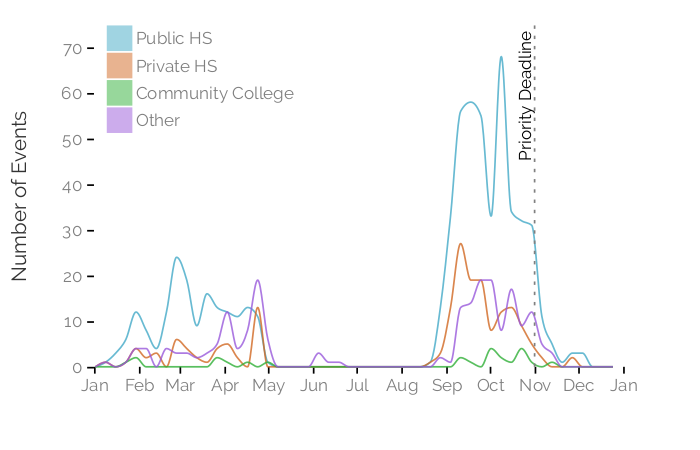 Number of Events
70
60
50
40
30
20
10
0
Public HS
Private HS
Community College
Other
Priority Deadline
Jan Feb Mar Apr May Jun Jul Aug Sep Oct Nov Dec Jan